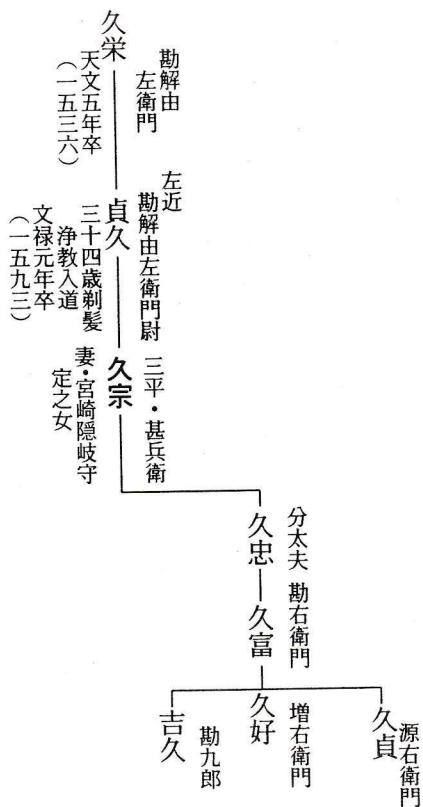 勘解由
左衛門
久栄
天文五年卒
(一五三六)
左近
勘解由左衛門尉
貞久
三十四歳剃髪
浄教入道
文禄元年卒
(一五九三)
三平・甚兵衛
久宗
妻・宮崎隠岐守
定之女
分太夫
久忠
勘右衛門
久富
源右衛門
久貞
増右衛門
久好
勘九郎
吉久